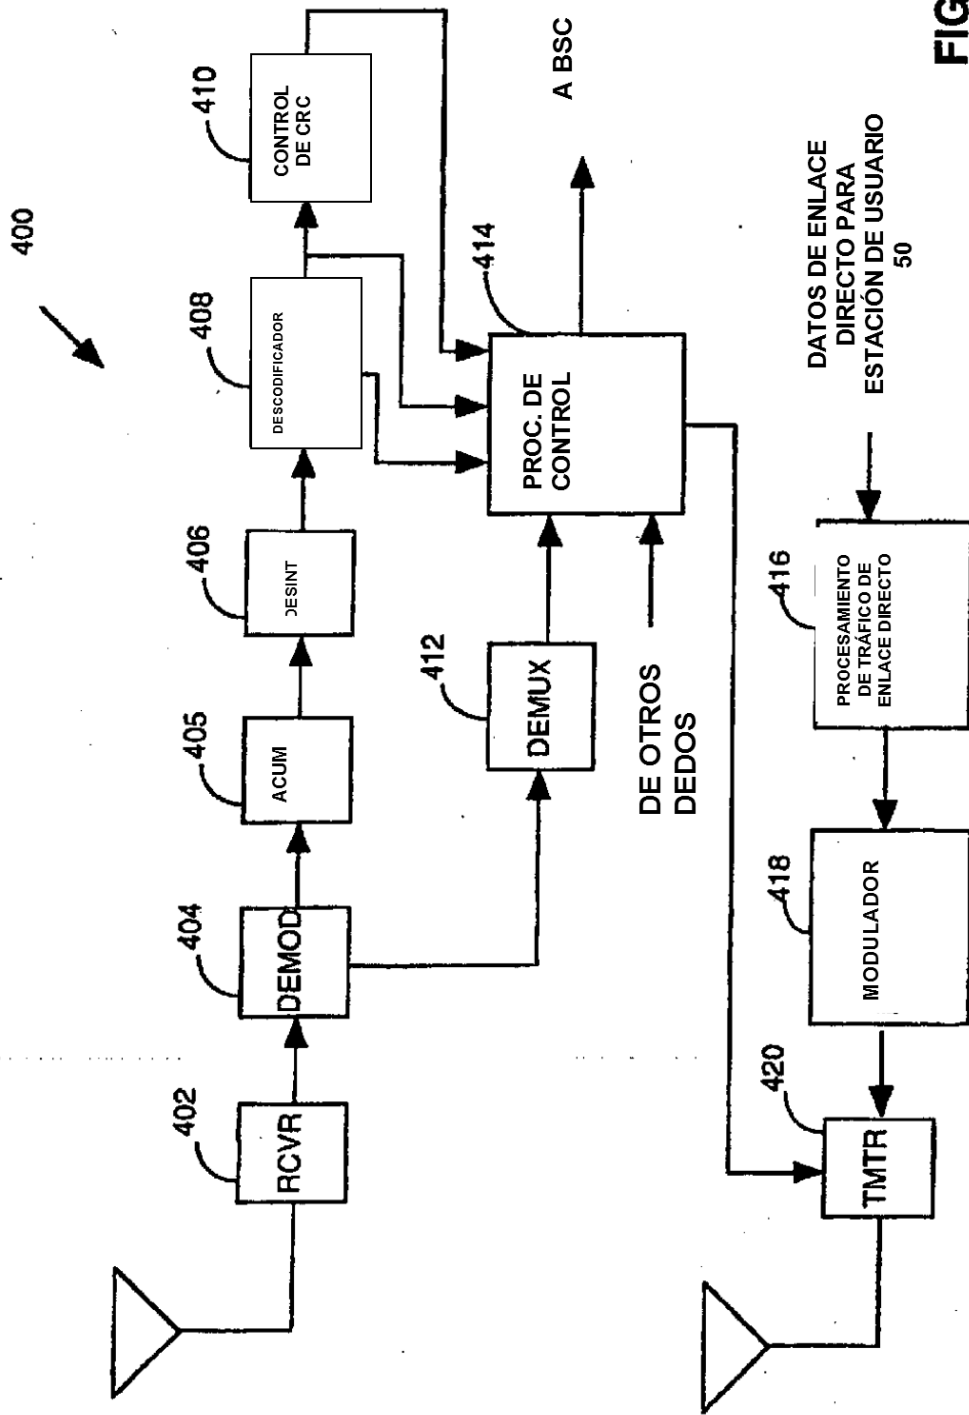 400
402
RCVR
404
DEMOD
405
ACUM
406
DESINT
408
DESCODIFICADOR
410
CONTROL
DE CRC
412
DEMUX
414
PROC. DE
CONTROL
A BSC
DE OTROS
DEDOS
420
TMTR
418
MODULADOR
416
PROCESAMIENTO
DE TRÁFICO DE
ENLACE DIRECTO
DATOS DE ENLACE
DIRECTO PARA
ESTACIÓN DE USUARIO
50
FIG